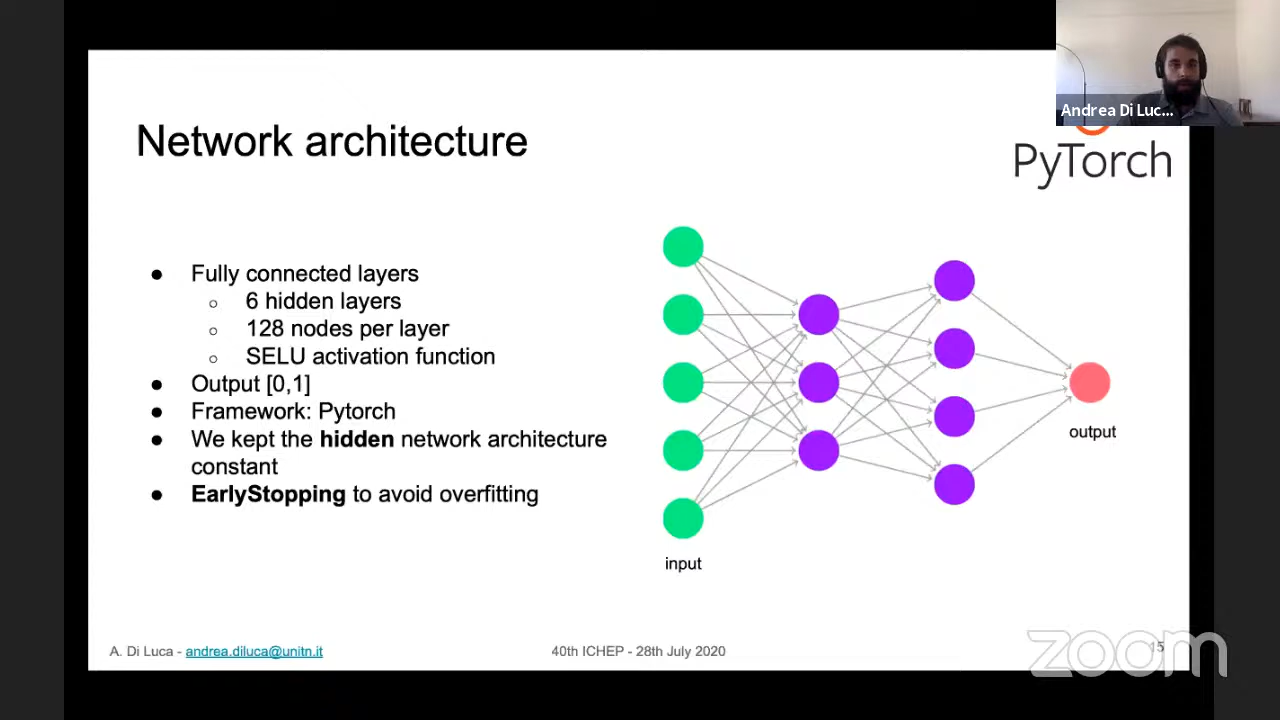 Andrea Di Luc...
Network architecture
PyTorch
● Fully connected layers
○ 6 hidden layers
○ 128 nodes per layer
○ SELU activation function
● Output [0,1]
● Framework: Pytorch
● We kept the hidden network architecture
constant
● EarlyStopping to avoid overfitting
output
input
A. Di Luca - andrea.diluca@unitn.it
40th ICHEP - 28th July 2020
15
zoom